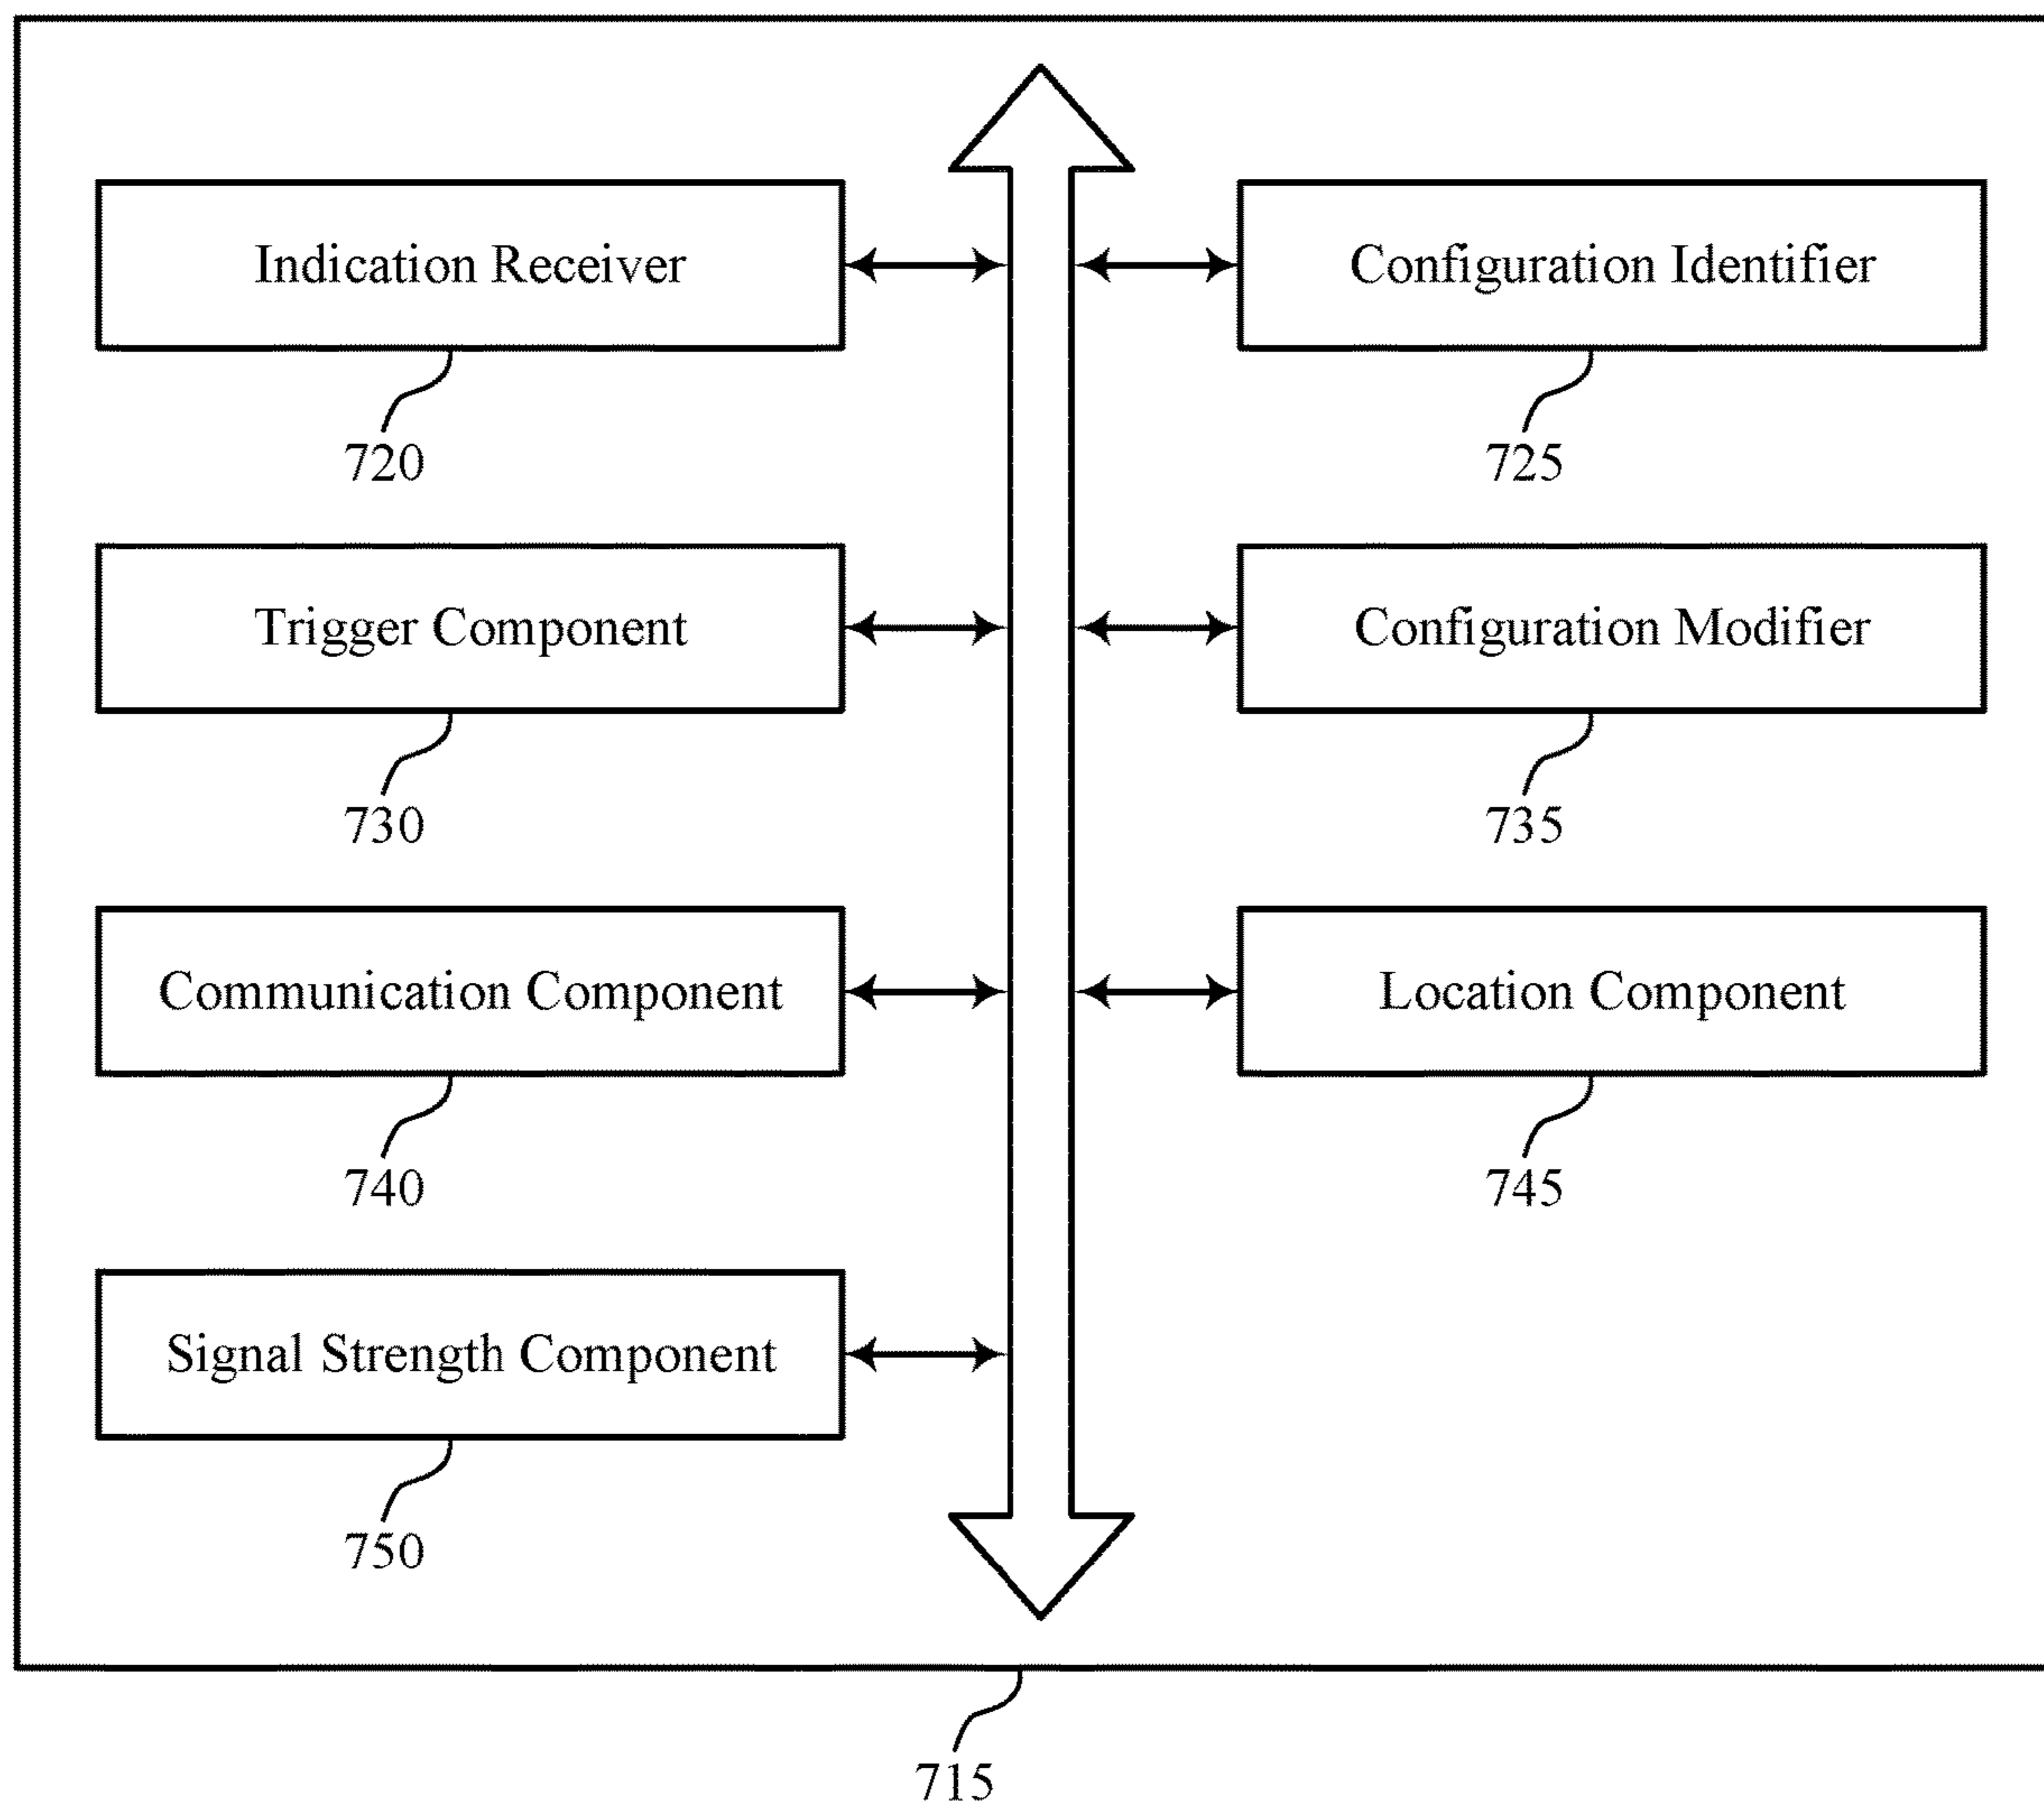 Indication Receiver
Configuration Identifier
720
725
Trigger Component
Configuration Modifier
730
735
Communication Component
Location Component
740
745
Signal Strength Component
750
715